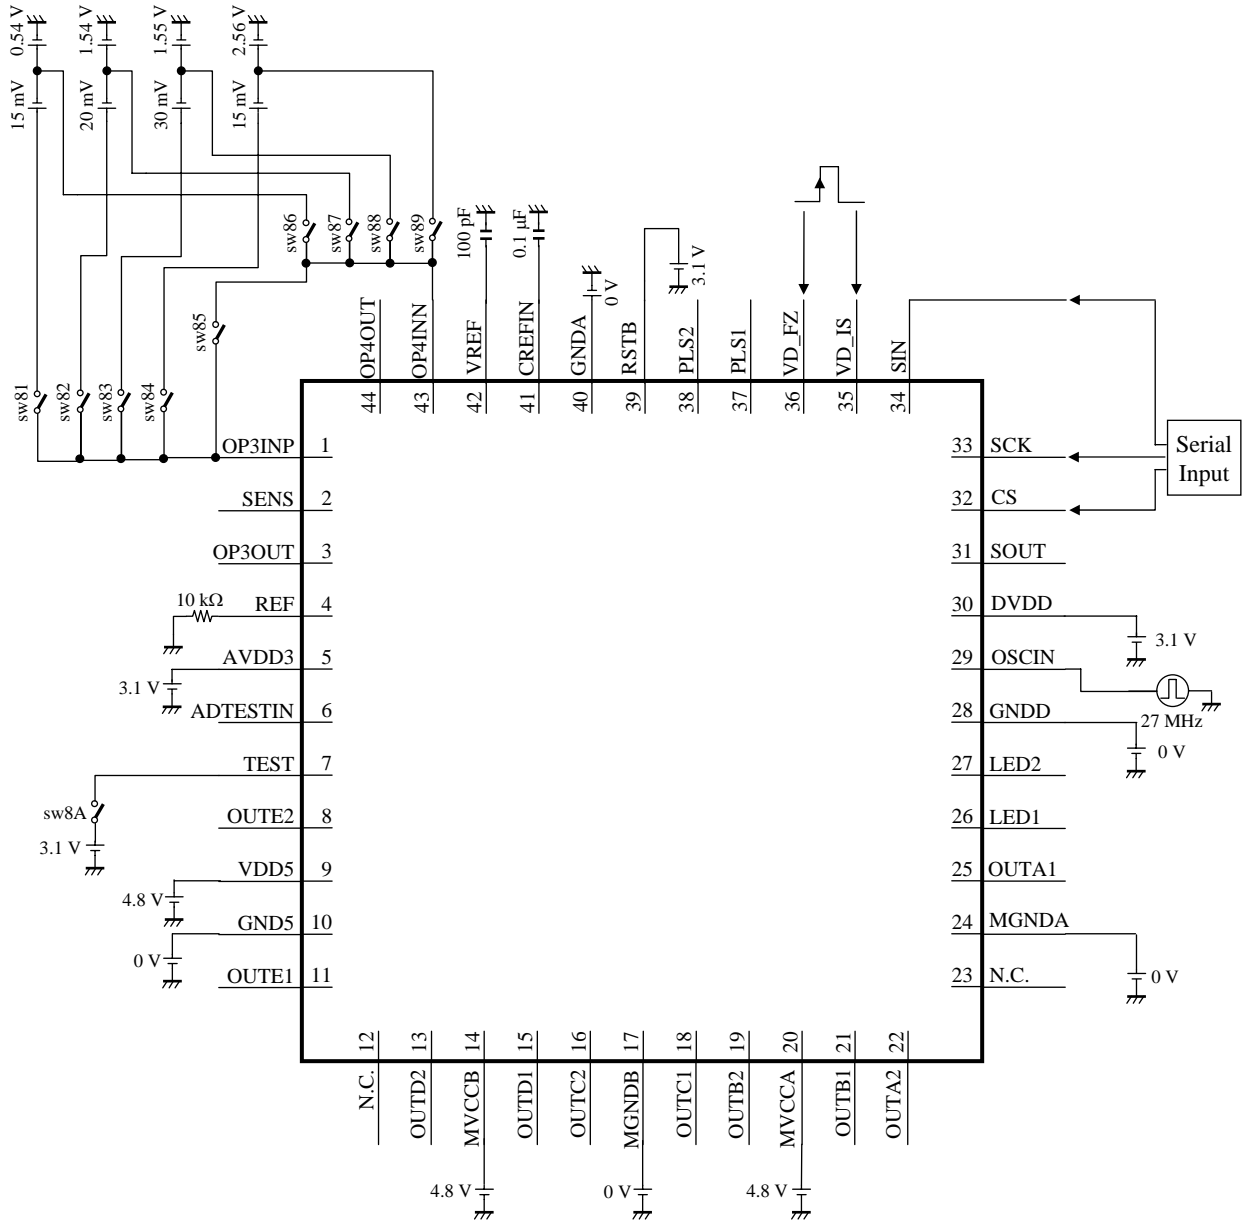 0.54 V
1.54 V
1.55 V
2.56 V
15 mV
20 mV
30 mV
15 mV
sw86
sw87
sw88
sw89
100 pF
0.1 µF
0 V
3.1 V
sw85
sw81
sw82
sw83
sw84
OP4OUT
OP4INN
VREF
CREFIN
GNDA
RSTB
PLS2
PLS1
VD_FZ
VD_IS
SIN
44
43
42
41
40
39
38
37
36
35
34
OP3INP 1
SENS 2
OP3OUT 3
10 kΩ
REF 4
AVDD3 5
3.1 V
ADTESTIN 6
TEST 7
sw8A
OUTE2 8
3.1 V
VDD5 9
4.8 V
GND5 10
0 V
OUTE1 11
33 SCK
Serial
Input
32 CS
31 SOUT
30 DVDD
3.1 V
29 OSCIN
28 GNDD
27 MHz
0 V
27 LED2
26 LED1
25 OUTA1
24 MGNDA
0 V
23 N.C.
12
13
14
15
16
17
18
19
20
21
22
N.C.
OUTD2
MVCCB
OUTD1
OUTC2
MGNDB
OUTC1
OUTB2
MVCCA
OUTB1
OUTA2
4.8 V
0 V
4.8 V